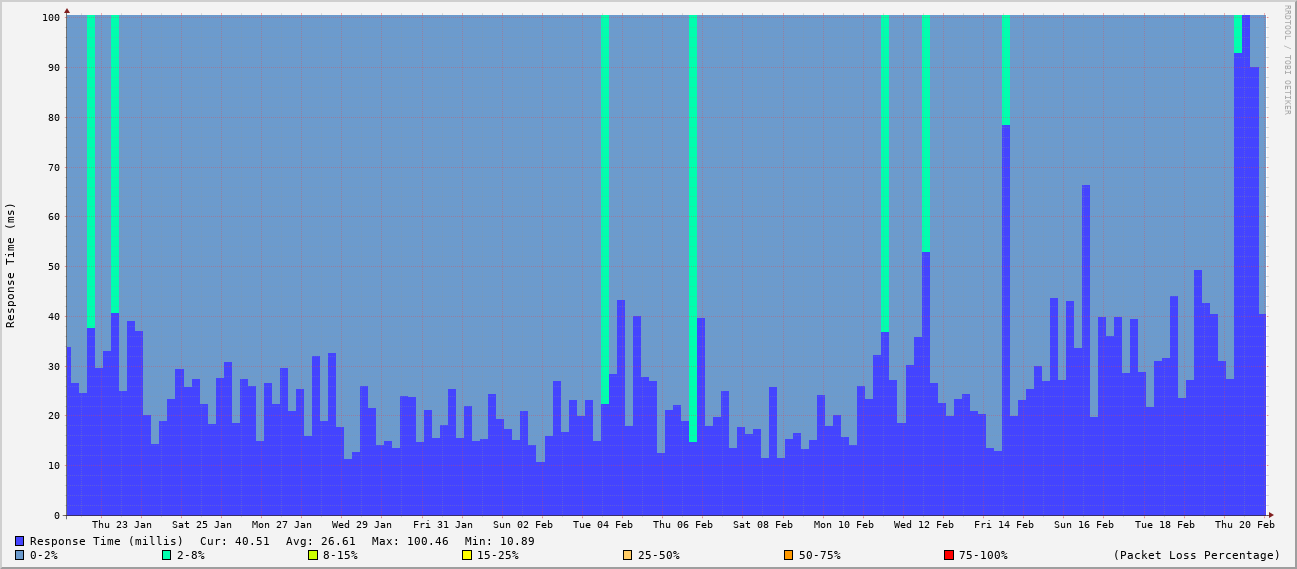 RRDTOOL / TOBI OETIKER
Response Time (ms)
100
90
80
70
60
50
40
30
20
10
0
Thu 23 Jan Sat 25 Jan Mon 27 Jan Wed 29 Jan Fri 31 Jan Sun 02 Feb Tue 04 Feb Thu 06 Feb Sat 08 Feb Mon 10 Feb Wed 12 Feb Fri 14 Feb Sun 16 Feb Tue 18 Feb Thu 20 Feb
Response Time (millis) Cur: 40.51 Avg: 26.61 Max: 100.46 Min: 10.89
0-2% 2-8% 8-15% 15-25% 25-50% 50-75% 75-100% (Packet Loss Percentage)